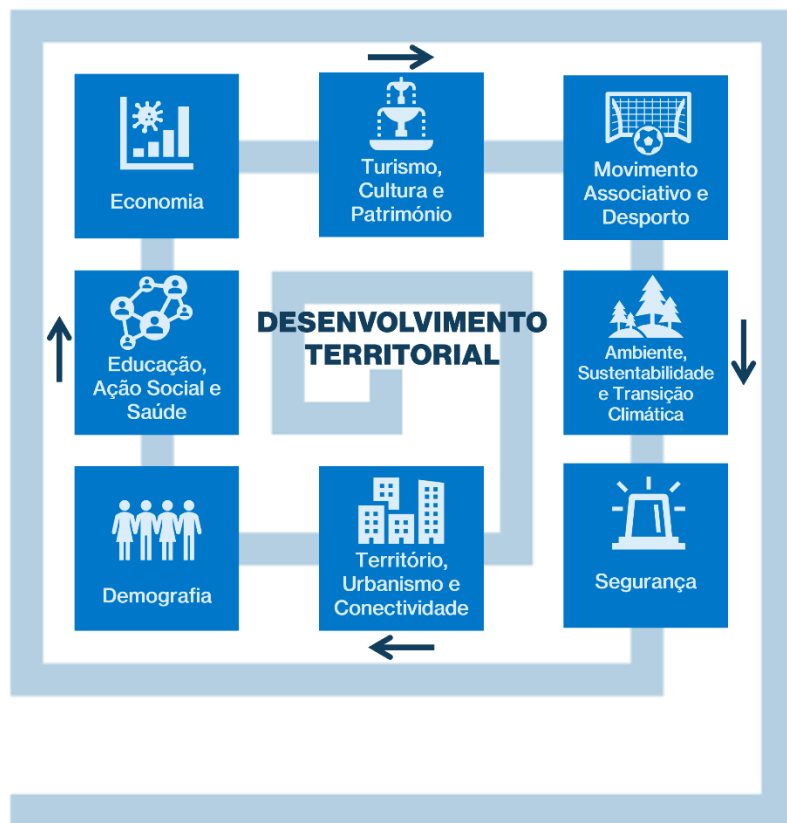 Economia
Turismo,
Cultura e
Património
Movimento
Associativo e
Desporto
Educação,
Ação Social e
Saúde
DESENVOLVIMENTO
TERRITORIAL
Ambiente,
Sustentabilidade
e Transição
Climática
Demografia
Território,
Urbanismo e
Conectividade
Segurança